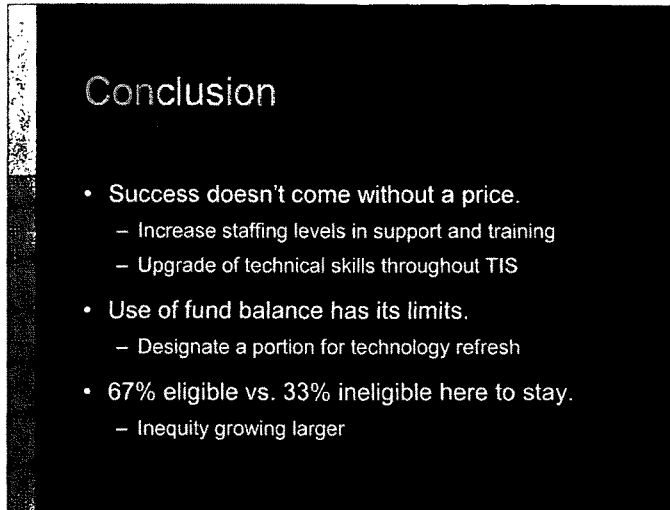 Conclusion
• Success doesn't come without a price.
– Increase staffing levels in support and training
– Upgrade of technical skills throughout TIS
• Use of fund balance has its limits.
– Designate a portion for technology refresh
• 67% eligible vs. 33% ineligible here to stay.
– Inequity growing larger